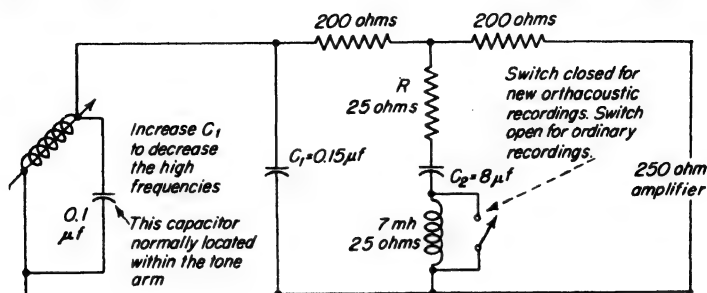 200 ohms
200 ohms
R
25 ohms
Switch closed for
new orthacoustic
recordings. Switch
open for ordinary
recordings.
Increase C1
to decrease
the high
frequencies
C1=0.15μf
C2=8μf
250 ohm
amplifier
0.1
μf
This capacitor
normally located
within the tone
arm
7 mh
25 ohms